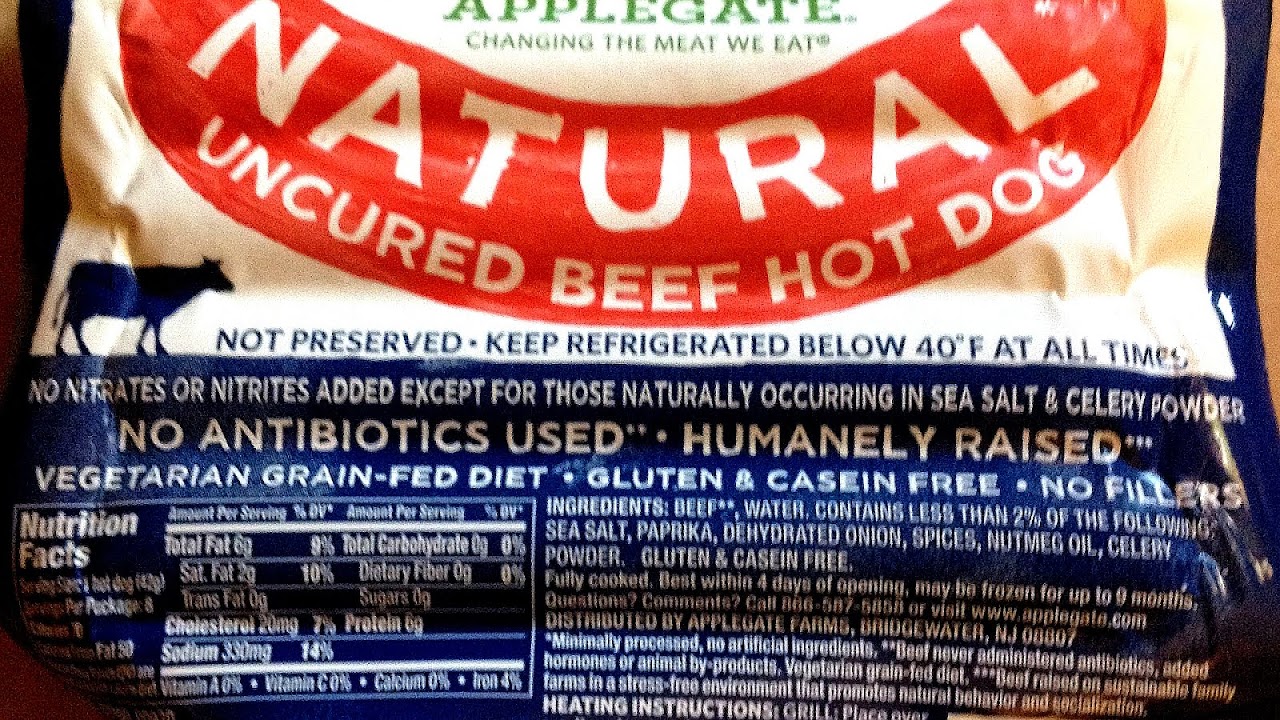 APPLEGATE
CHANGING THE MEAT WE EAT®
NATURAL
UNCURED BEEF HOT DOG
NOT PRESERVED • KEEP REFRIGERATED BELOW 40°F AT ALL TIMES
NO NITRATES OR NITRITES ADDED EXCEPT FOR THOSE NATURALLY OCCURRING IN SEA SALT & CELERY POWDER
NO ANTIBIOTICS USED** • HUMANELY RAISED***
VEGETARIAN GRAIN-FED DIET • GLUTEN & CASEIN FREE • NO FILLERS
Nutrition
Facts
hot dog (42g)
Per Package 8
Fat 50
Amount Per Serving % DV* Amount Per Serving % DV*
Total Fat 6g 9% Total Carbohydrate 0g 0%
Sat. Fat 2g 10% Dietary Fiber 0g 0%
Trans Fat 0g Sugars 0g
Cholesterol 20mg 7% Protein 6g
Sodium 330mg 14%
Vitamin A 0% • Vitamin C 0% • Calcium 0% • Iron 4%
INGREDIENTS: BEEF**, WATER. CONTAINS LESS THAN 2% OF THE FOLLOWING:
SEA SALT, PAPRIKA, DEHYDRATED ONION, SPICES, NUTMEG OIL, CELERY
POWDER. GLUTEN & CASEIN FREE.
Fully cooked. Best within 4 days of opening, may be frozen for up to 9 months.
Questions? Comments? Call 866-587-5858 or visit www.applegate.com
DISTRIBUTED BY APPLEGATE FARMS, BRIDGEWATER, NJ 08807
*Minimally processed, no artificial ingredients. **Beef never administered antibiotics, added
hormones or animal by-products. Vegetarian grain-fed diet. ***Beef raised on sustainable family
farms in a stress-free environment that promotes natural behavior and socialization.
HEATING INSTRUCTIONS: GRILL: Place over